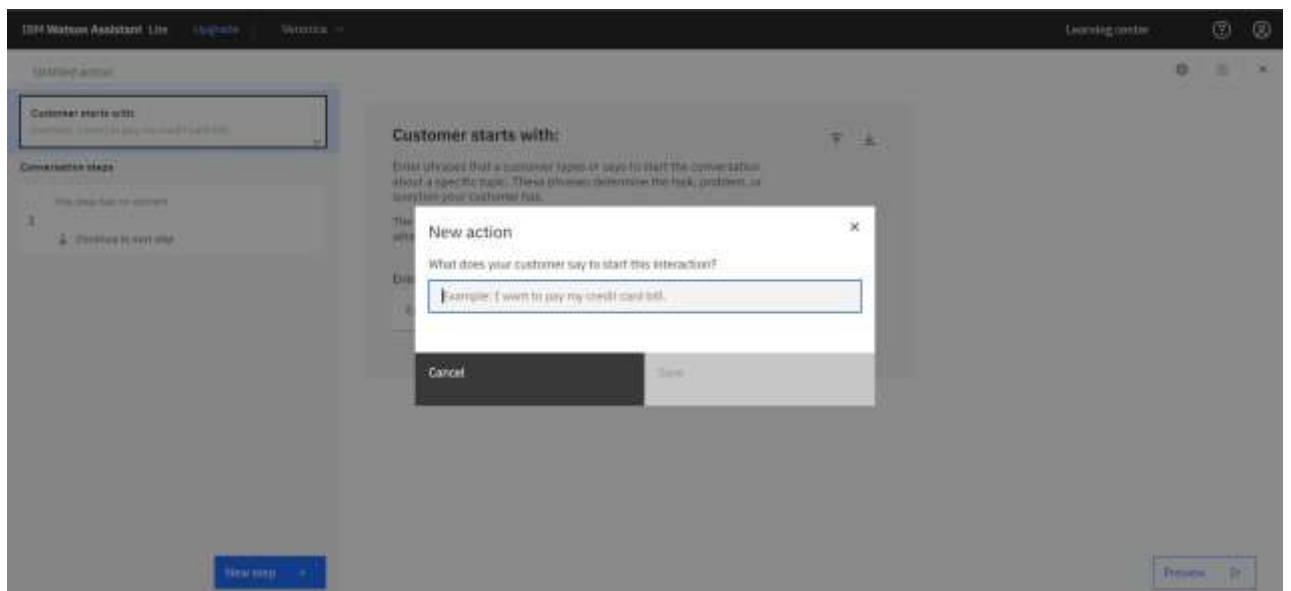 IBM Watson Assistant Lite Upgrade Veronica Learning center
Untitled action
Customer starts with:
Example: I want to pay my credit card bill.
Conversation steps
This step has no content
1
Continue to next step
New step +
Customer starts with:
Enter phrases that a customer types or says to start the conversation
about a specific topic. These phrases determine the task, problem, or
question your customer has.
The
New action
What does your customer say to start this interaction?
Example: I want to pay my credit card bill.
Cancel
Save
Preview